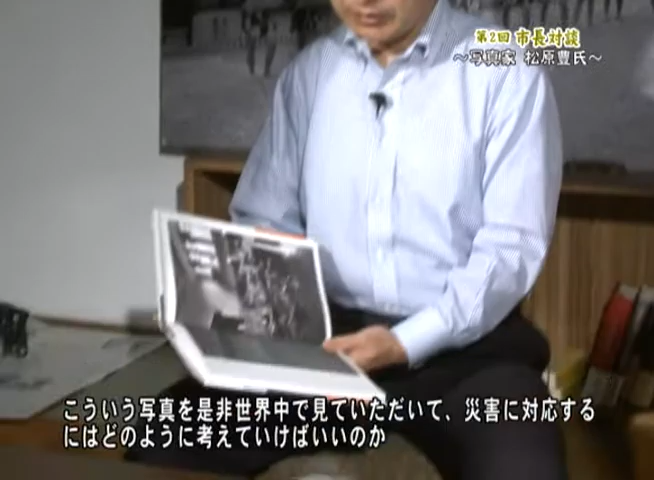 第2回 市長対談
～写真家 松原豊氏～
こういう写真を是非世界中で見ていただいて、災害に対応する
にはどのように考えていけばいいのか